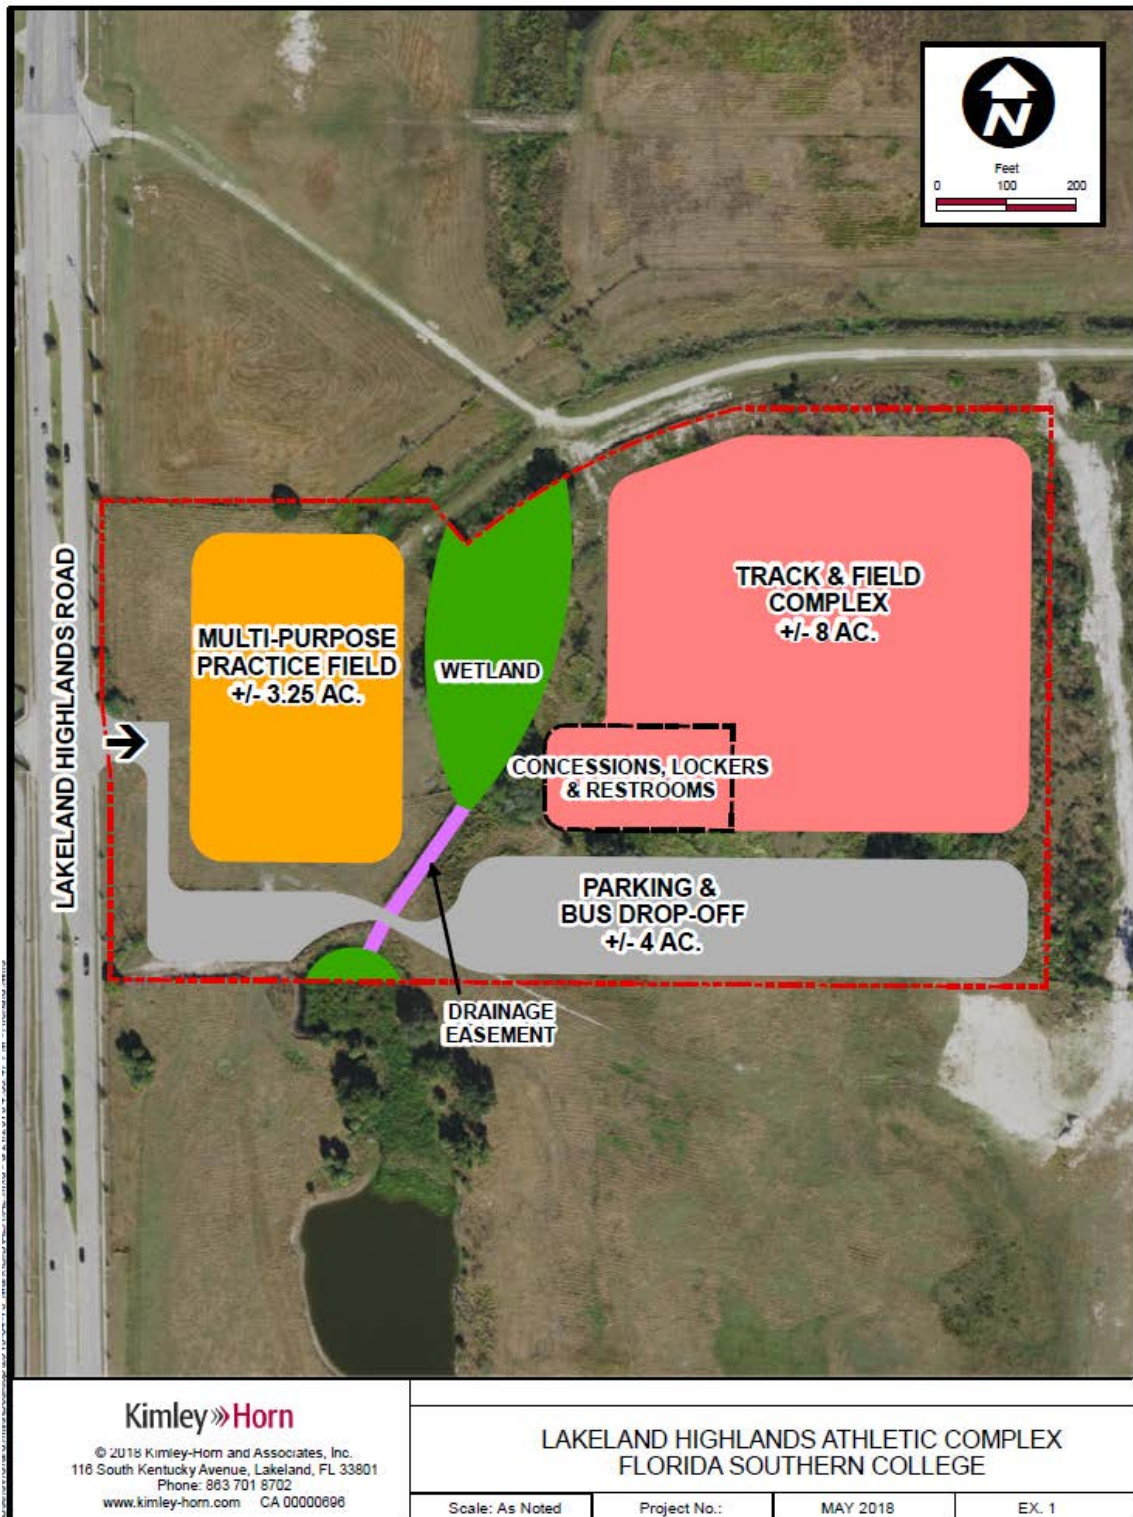 N
Feet
0 100 200
TRACK & FIELD
COMPLEX
+/- 8 AC.
MULTI-PURPOSE
PRACTICE FIELD
+/- 3.25 AC.
WETLAND
LAKELAND HIGHLANDS ROAD
CONCESSIONS, LOCKERS
& RESTROOMS
PARKING &
BUS DROP-OFF
+/- 4 AC.
DRAINAGE
EASEMENT
Kimley»Horn
© 2018 Kimley-Horn and Associates, Inc.
116 South Kentucky Avenue, Lakeland, FL 33801
Phone: 863 701 8702
www.kimley-horn.com CA 00000696
LAKELAND HIGHLANDS ATHLETIC COMPLEX
FLORIDA SOUTHERN COLLEGE
Scale: As Noted Project No.: MAY 2018 EX. 1